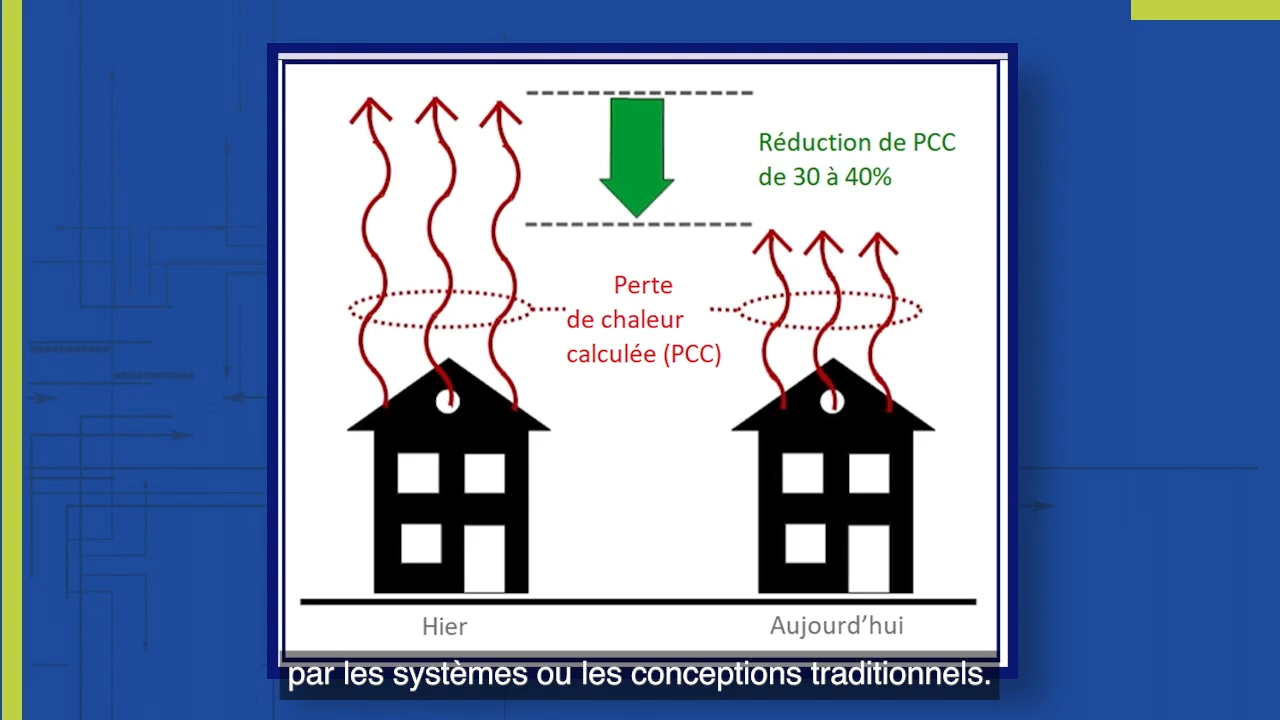 Réduction de PCC
de 30 à 40%
Perte
de chaleur
calculée (PCC)
Hier
Aujourd’hui
par les systèmes ou les conceptions traditionnels.